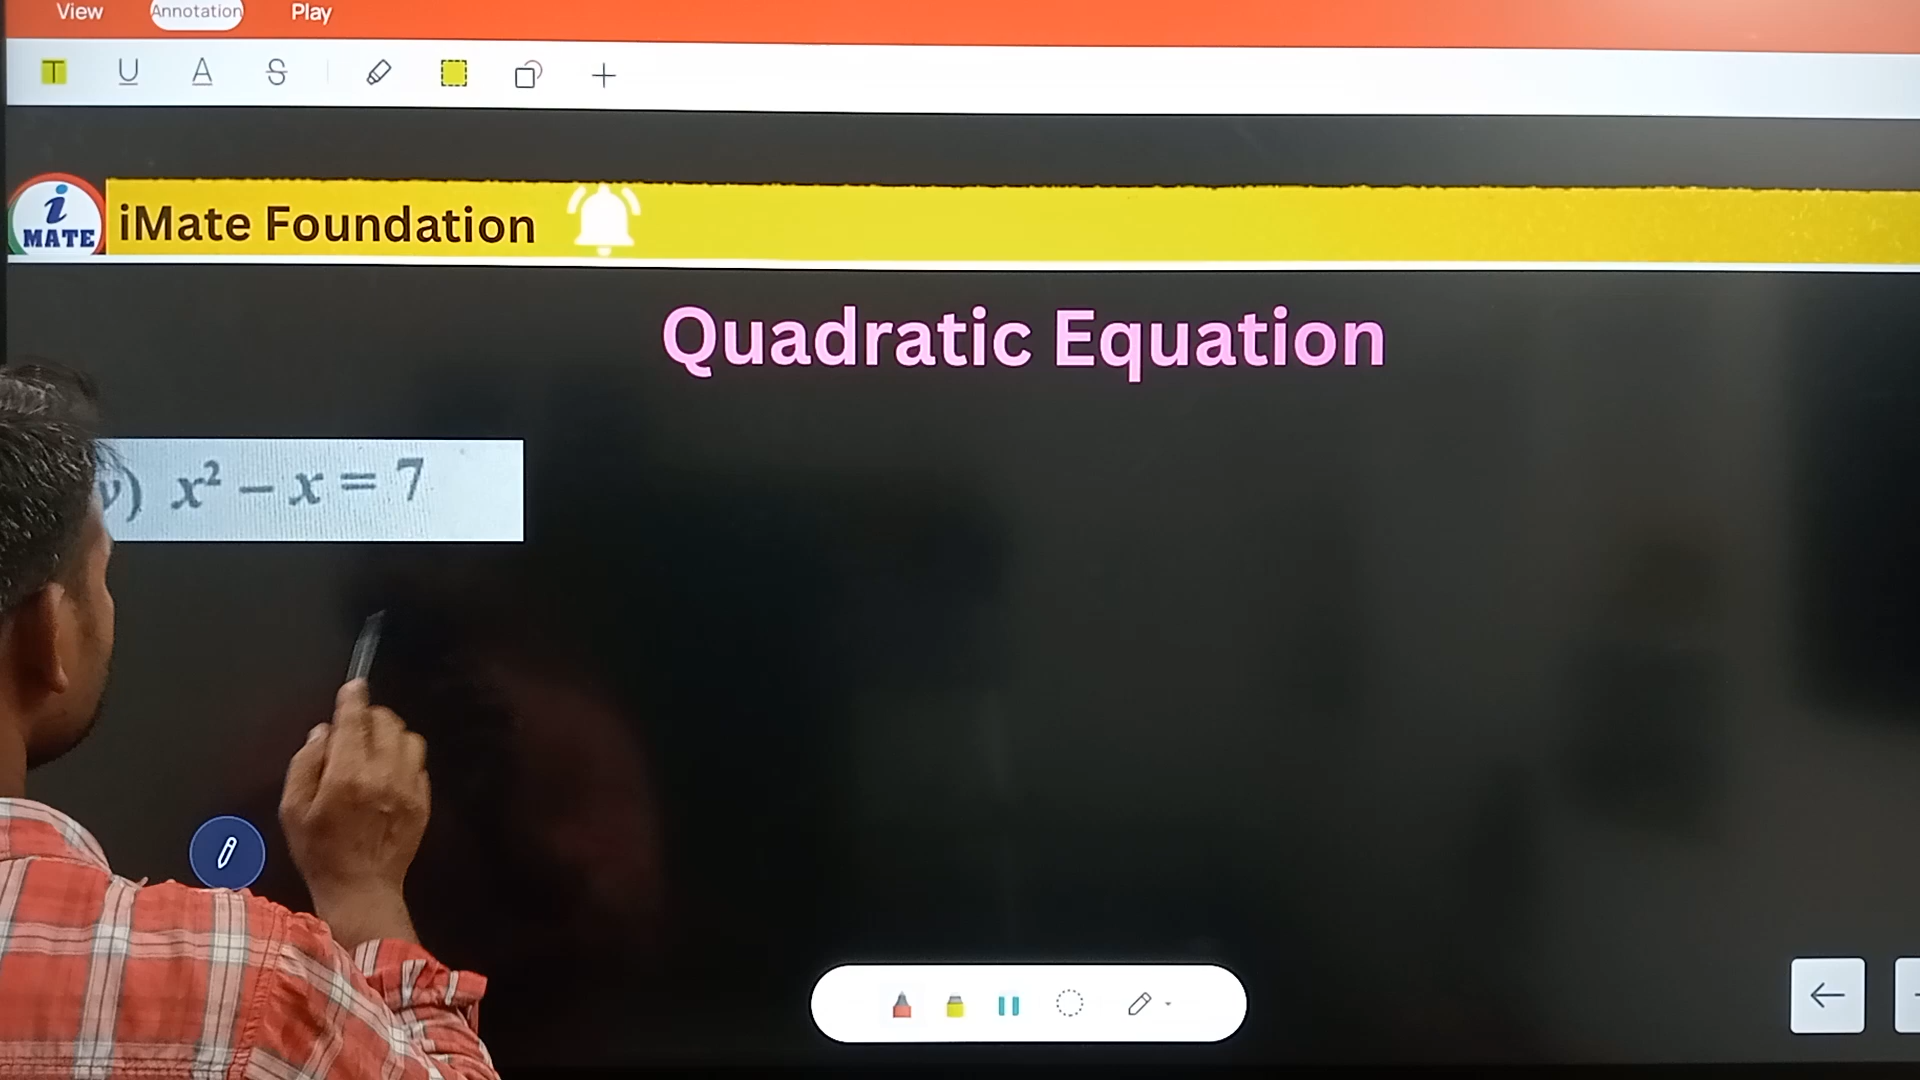 View Annotation Play
T U A S
i
MATE
iMate Foundation
Quadratic Equation
v) x² – x = 7